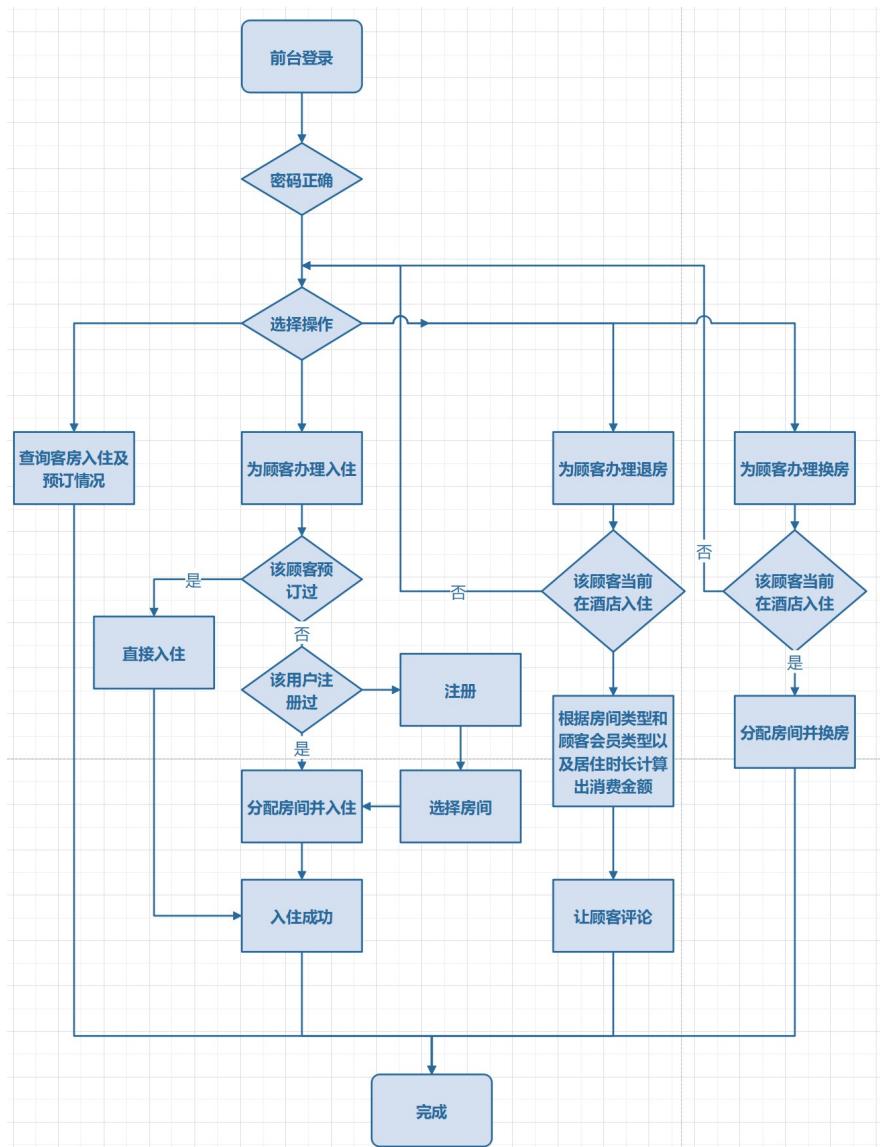 前台登录
密码正确
选择操作
查询客房入住及
预订情况
为顾客办理入住
为顾客办理退房
为顾客办理换房
否
该顾客预
订过
是
该顾客当前
在酒店入住
否
该顾客当前
在酒店入住
直接入住
否
该用户注
册过
注册
是
根据房间类型和
顾客会员类型以
及居住时长计算
出消费金额
是
分配房间并换房
分配房间并入住
选择房间
入住成功
让顾客评论
完成